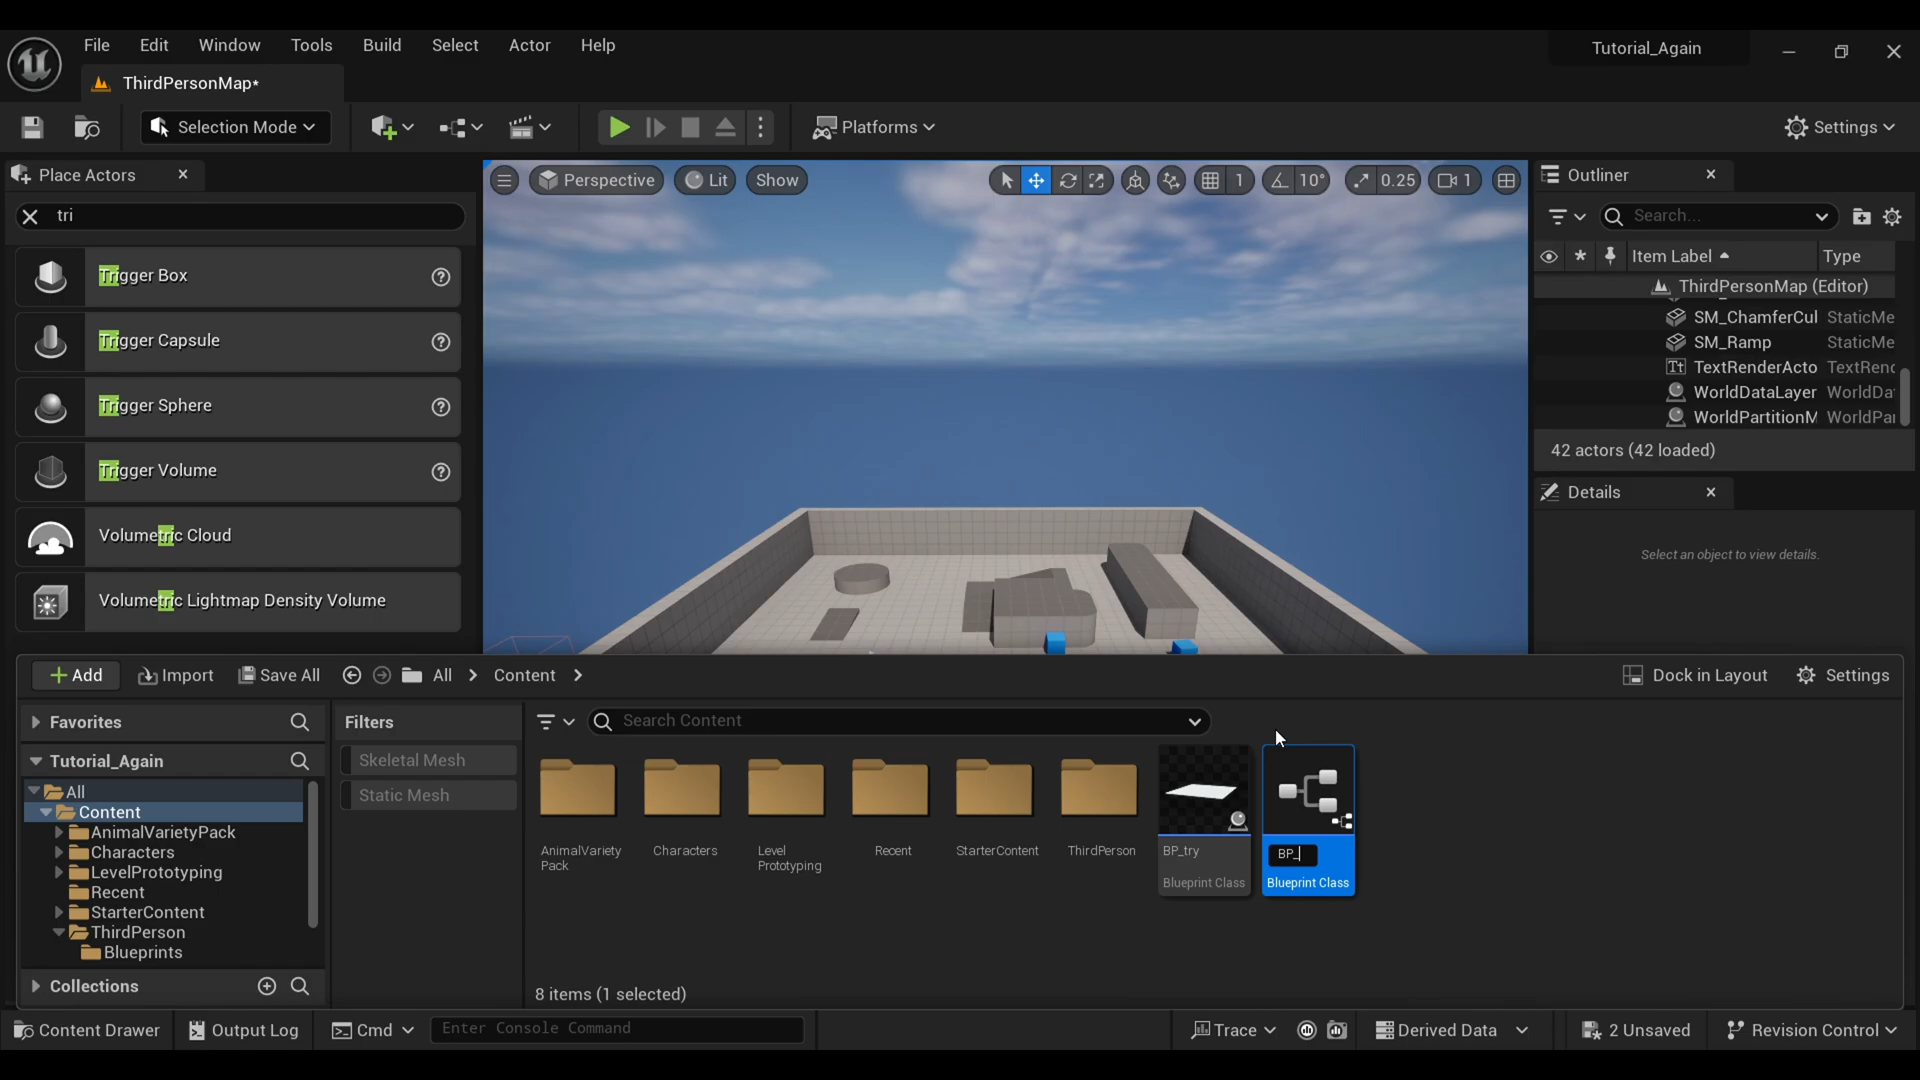 File Edit Window Tools Build Select Actor Help
Tutorial_Again
ThirdPersonMap*
Selection Mode
Platforms
Settings
Place Actors
tri
Trigger Box
Trigger Capsule
Trigger Sphere
Trigger Volume
Volumetric Cloud
Volumetric Lightmap Density Volume
Perspective Lit Show
1 10° 0.25 1
Outliner
Search...
Item Label Type
ThirdPersonMap (Editor)
SM_ChamferCul StaticMe
SM_Ramp StaticMe
TextRenderActo TextRend
WorldDataLayer WorldDa
WorldPartitionM WorldPar
42 actors (42 loaded)
Details
Select an object to view details.
Add Import Save All All Content
Dock in Layout Settings
Favorites
Tutorial_Again
All
Content
AnimalVarietyPack
Characters
LevelPrototyping
Recent
StarterContent
ThirdPerson
Blueprints
Collections
Filters
Skeletal Mesh
Static Mesh
Search Content
AnimalVariety
Pack
Characters
Level
Prototyping
Recent
StarterContent
ThirdPerson
BP_try
Blueprint Class
BP_
Blueprint Class
8 items (1 selected)
Content Drawer Output Log Cmd Enter Console Command Trace Derived Data 2 Unsaved Revision Control